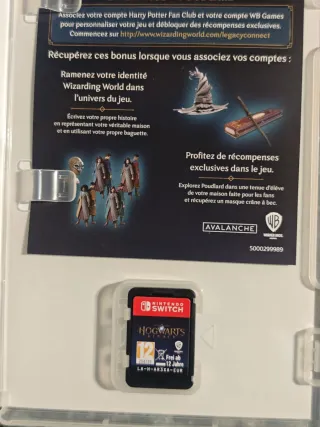 Associez votre compte Harry Potter Fan Club et votre compte WB Games
pour personnaliser votre jeu et débloquer des récompenses exclusives.
Commencez sur http://www.wizardingworld.com/legacyconnect
Récupérez ces bonus lorsque vous associez vos comptes :
Ramenez votre identité
Wizarding World dans
l'univers du jeu.
Écrivez votre propre histoire
en représentant votre véritable maison
et en utilisant votre propre baguette.
Profitez de récompenses
exclusives dans le jeu.
Explorez Poudlard dans une tenue d'élève
de votre maison faite pour les fans
et récupérez un masque crâne à bec.
AVALANCHE
5000299989
NINTENDO
SWITCH
HOGWARTS
LEGACY
12
Frei ab
12 Jahren
LA-H-AR3UA-EUR